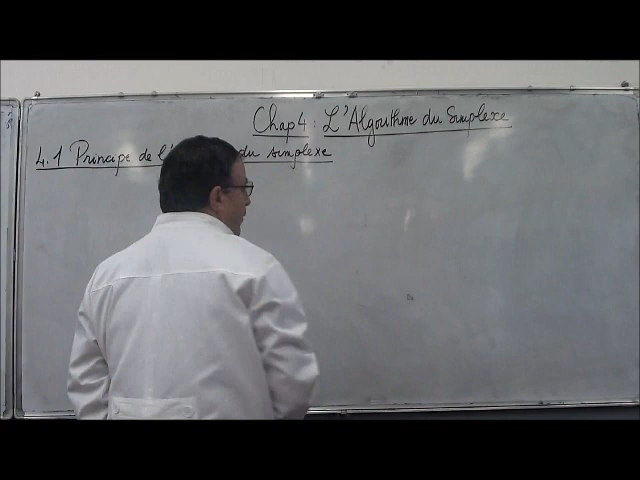 Chap4 : L'Algorithme du Simplexe
4.1 Principe de l' du simplexe